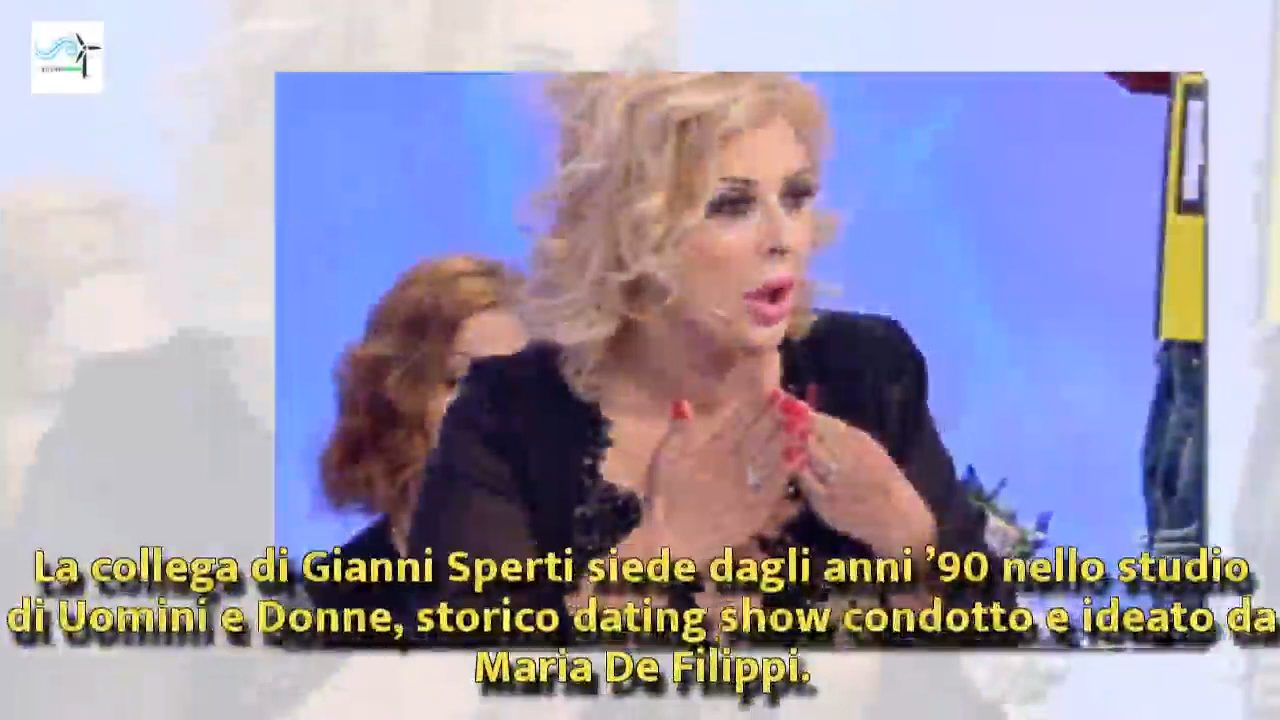 La collega di Gianni Sperti siede dagli anni ’90 nello studio
di Uomini e Donne, storico dating show condotto e ideato da
Maria De Filippi.